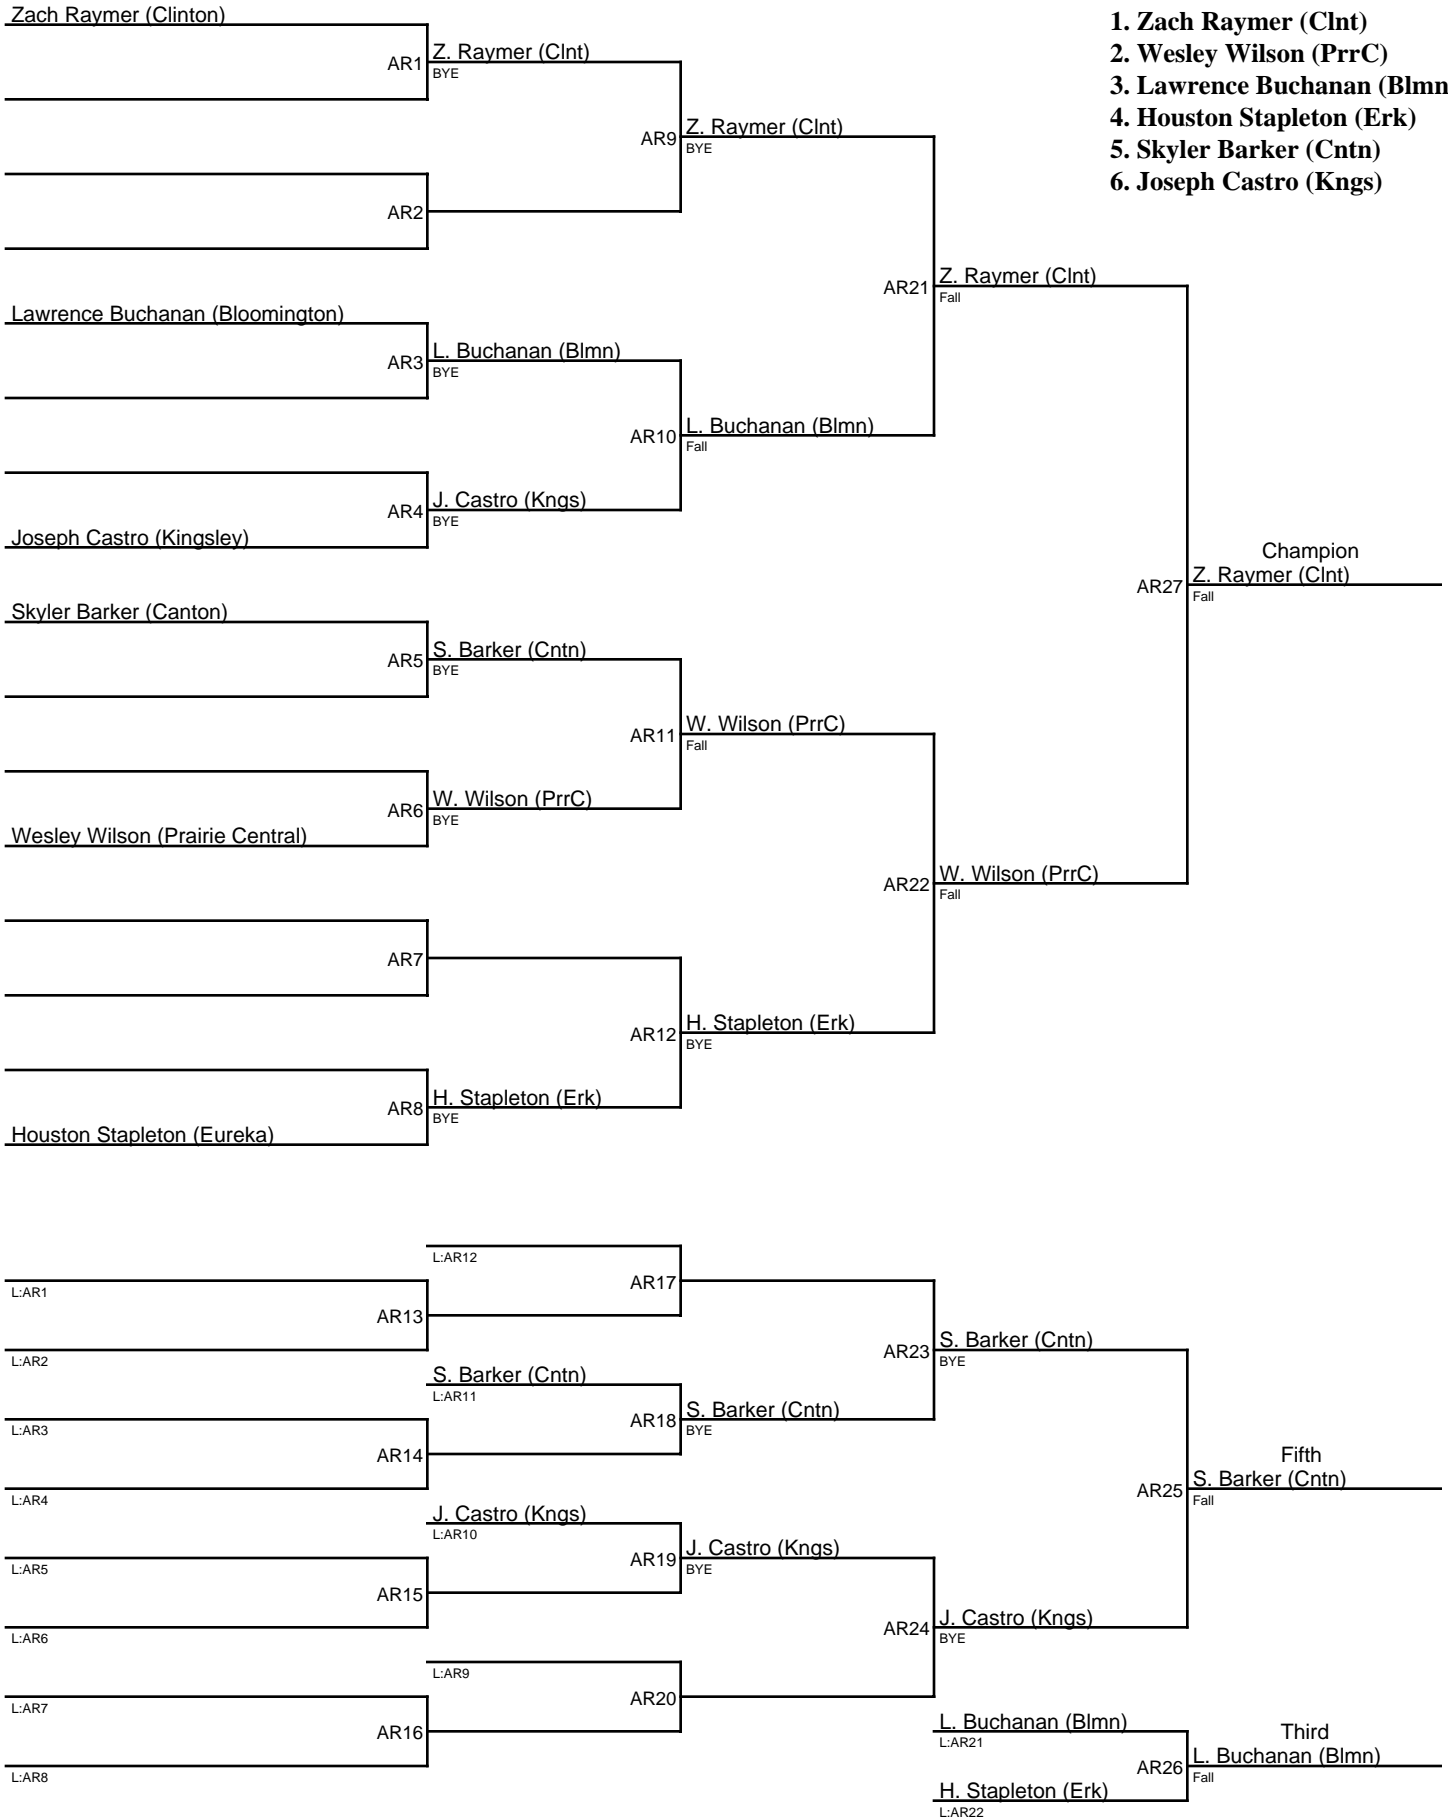 Zach Raymer (Clinton)
1. Zach Raymer (Clnt)
2. Wesley Wilson (PrrC)
3. Lawrence Buchanan (Blmn
4. Houston Stapleton (Erk)
5. Skyler Barker (Cntn)
6. Joseph Castro (Kngs)
AR1
Z. Raymer (Clnt)
BYE
AR9
Z. Raymer (Clnt)
BYE
AR2
AR21
Z. Raymer (Clnt)
Fall
Lawrence Buchanan (Bloomington)
AR3
L. Buchanan (Blmn)
BYE
AR10
L. Buchanan (Blmn)
Fall
AR4
J. Castro (Kngs)
BYE
Joseph Castro (Kingsley)
Champion
AR27
Z. Raymer (Clnt)
Fall
Skyler Barker (Canton)
AR5
S. Barker (Cntn)
BYE
AR11
W. Wilson (PrrC)
Fall
AR6
W. Wilson (PrrC)
BYE
Wesley Wilson (Prairie Central)
AR22
W. Wilson (PrrC)
Fall
AR7
AR12
H. Stapleton (Erk)
BYE
AR8
H. Stapleton (Erk)
BYE
Houston Stapleton (Eureka)
L:AR12
AR17
L:AR1
AR13
L:AR2
AR23
S. Barker (Cntn)
BYE
S. Barker (Cntn)
L:AR11
AR18
S. Barker (Cntn)
BYE
L:AR3
AR14
L:AR4
Fifth
AR25
S. Barker (Cntn)
Fall
J. Castro (Kngs)
L:AR10
AR19
J. Castro (Kngs)
BYE
L:AR5
AR15
L:AR6
AR24
J. Castro (Kngs)
BYE
L:AR9
AR20
L:AR7
AR16
L:AR8
L. Buchanan (Blmn)
L:AR21
Third
AR26
L. Buchanan (Blmn)
Fall
H. Stapleton (Erk)
L:AR22